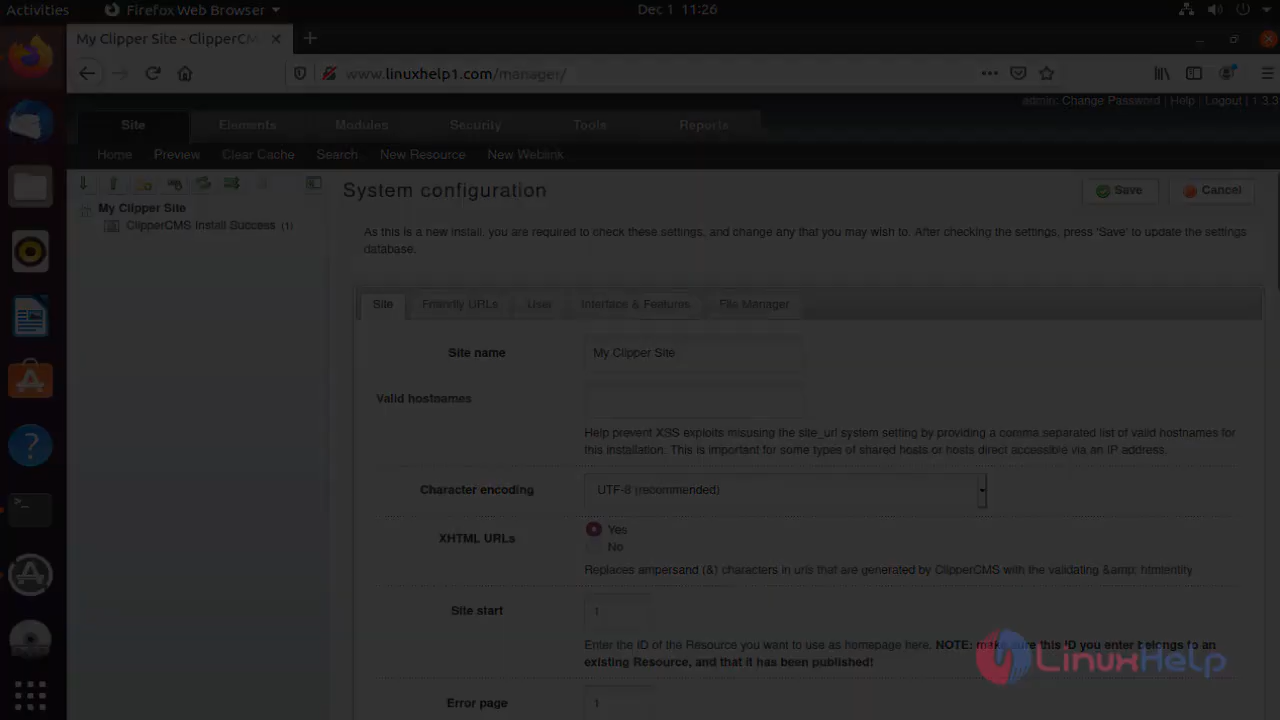 Activities
Firefox Web Browser
Dec 1 11:26
My Clipper Site - ClipperCM
www.linuxhelp1.com/manager/
admin: Change Password | Help | Logout | 1.3.3
Site
Elements
Modules
Security
Tools
Reports
Home
Preview
Clear Cache
Search
New Resource
New Weblink
My Clipper Site
ClipperCMS Install Success (1)
System configuration
Save
Cancel
As this is a new install, you are required to check these settings, and change any that you may wish to. After checking the settings, press 'Save' to update the settings
database.
Site
Friendly URLs
User
Interface & Features
File Manager
Site name
My Clipper Site
Valid hostnames
Help prevent XSS exploits misusing the site_url system setting by providing a comma separated list of valid hostnames for
this installation. This is important for some types of shared hosts or hosts direct accessible via an IP address.
Character encoding
UTF-8 (recommended)
XHTML URLs
Yes
No
Replaces ampersand (&) characters in urls that are generated by ClipperCMS with the validating &amp; htmlentity
Site start
1
Enter the ID of the Resource you want to use as homepage here. NOTE: make sure this ID you enter belongs to an
existing Resource, and that it has been published!
LinuxHelp
Error page
1